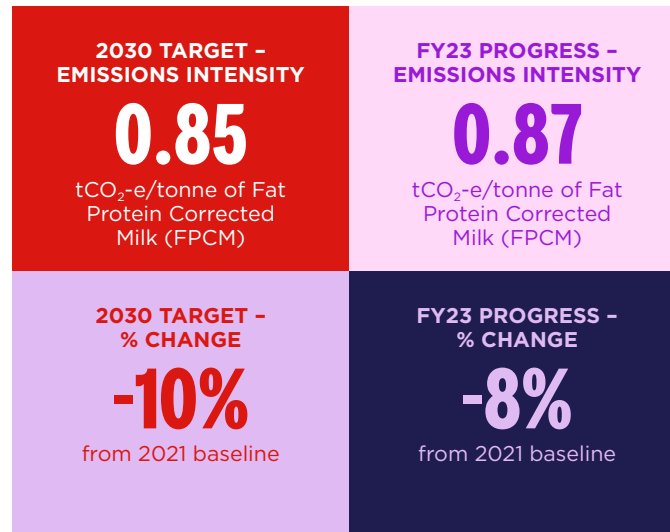 2030 TARGET –
EMISSIONS INTENSITY
0.85
tCO₂-e/tonne of Fat
Protein Corrected
Milk (FPCM)
FY23 PROGRESS –
EMISSIONS INTENSITY
0.87
tCO₂-e/tonne of Fat
Protein Corrected
Milk (FPCM)
2030 TARGET –
% CHANGE
-10%
from 2021 baseline
FY23 PROGRESS –
% CHANGE
-8%
from 2021 baseline